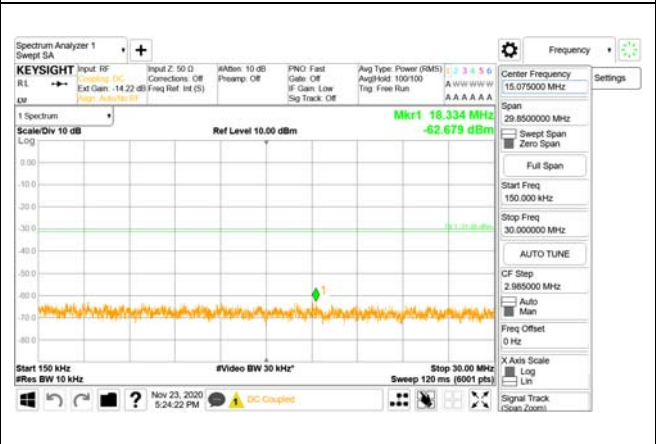 Spectrum Analyzer 1
Swept SA
Frequency
Settings
KEYSIGHT
RL
Input: RF
Coupling: DC
Ext Gain: -14.22 dB
Align: Auto/No RF
Input Z: 50 Ω
Corrections: Off
Freq Ref: Int (S)
#Atten: 10 dB
Preamp: Off
PNO: Fast
Gate: Off
IF Gain: Low
Sig Track: Off
Avg Type: Power (RMS)
Avg|Hold: 100/100
Trig: Free Run
1 2 3 4 5 6
A W W W W W
A A A A A A
1 Spectrum
Scale/Div 10 dB
Log
Ref Level 10.00 dBm
Mkr1 18.334 MHz
-62.679 dBm
0.00
-10.0
-20.0
-30.0
-40.0
-50.0
-60.0
-70.0
-80.0
1
Start 150 kHz
#Res BW 10 kHz
#Video BW 30 kHz*
Stop 30.00 MHz
Sweep 120 ms (6001 pts)
Nov 23, 2020
5:24:22 PM
1
DC Coupled
Center Frequency
15.075000 MHz
Span
29.8500000 MHz
Swept Span
Zero Span
Full Span
Start Freq
150.000 kHz
Stop Freq
30.000000 MHz
AUTO TUNE
CF Step
2.985000 MHz
Auto
Man
Freq Offset
0 Hz
X Axis Scale
Log
Lin
Signal Track
(Span Zoom)